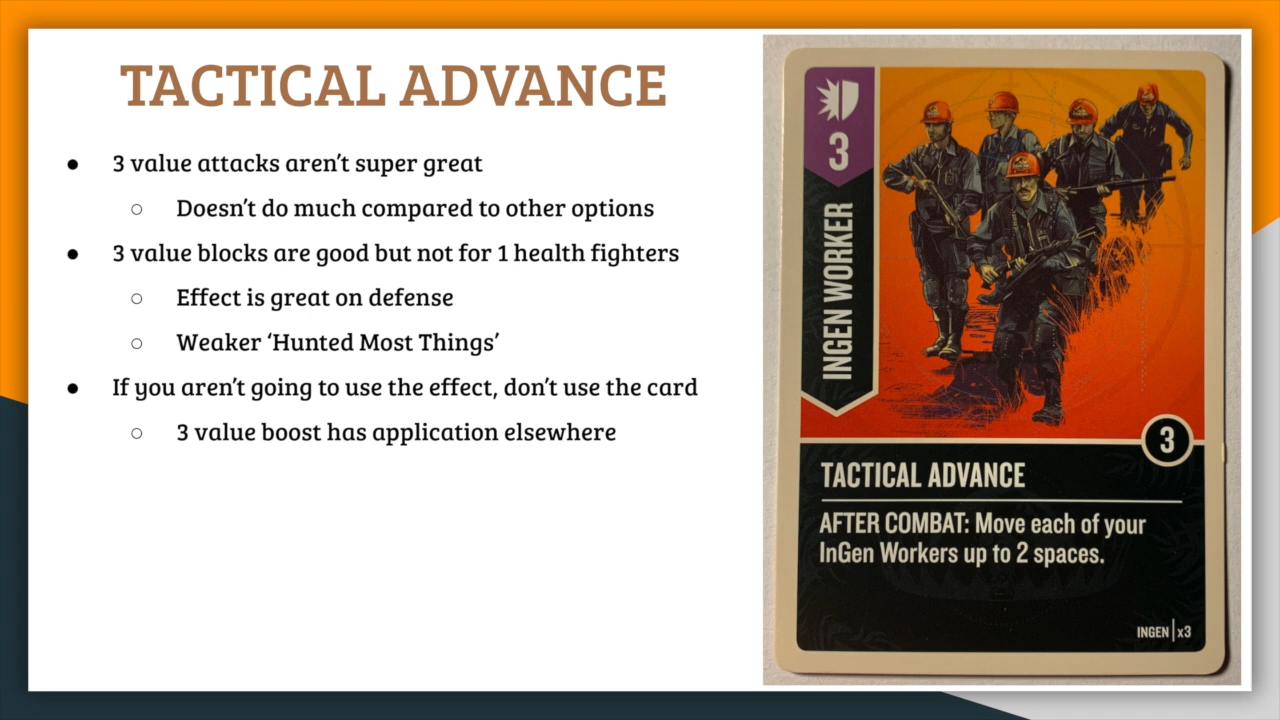 TACTICAL ADVANCE
● 3 value attacks aren't super great
○ Doesn't do much compared to other options
● 3 value blocks are good but not for 1 health fighters
○ Effect is great on defense
○ Weaker 'Hunted Most Things'
● If you aren't going to use the effect, don't use the card
○ 3 value boost has application elsewhere
3
INGEN WORKER
3
TACTICAL ADVANCE
AFTER COMBAT: Move each of your
InGen Workers up to 2 spaces.
INGEN | x3